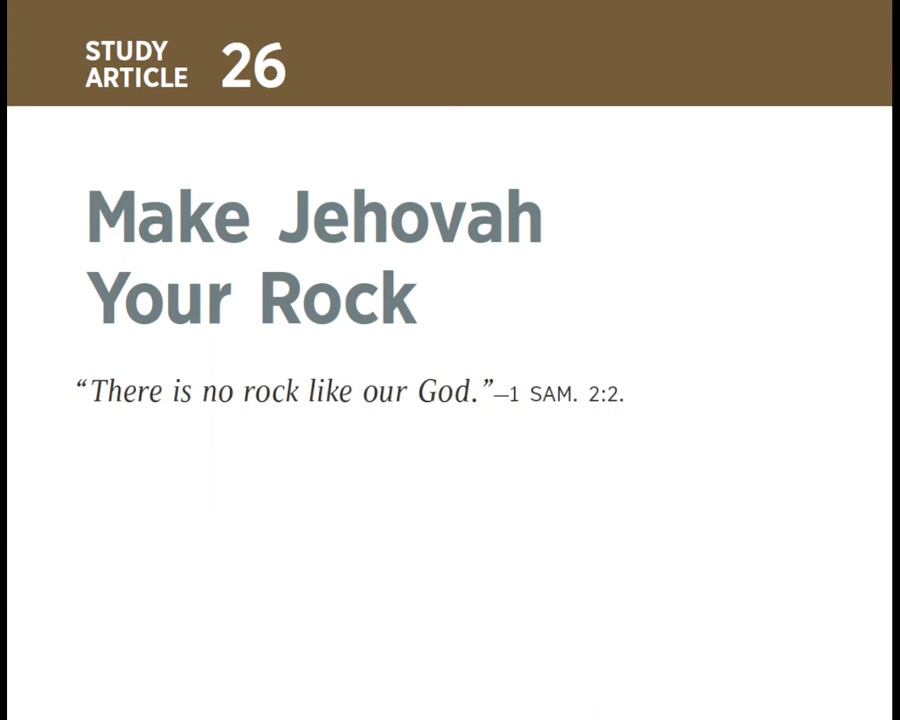 STUDY
ARTICLE 26
Make Jehovah
Your Rock
“There is no rock like our God.”—1 SAM. 2:2.